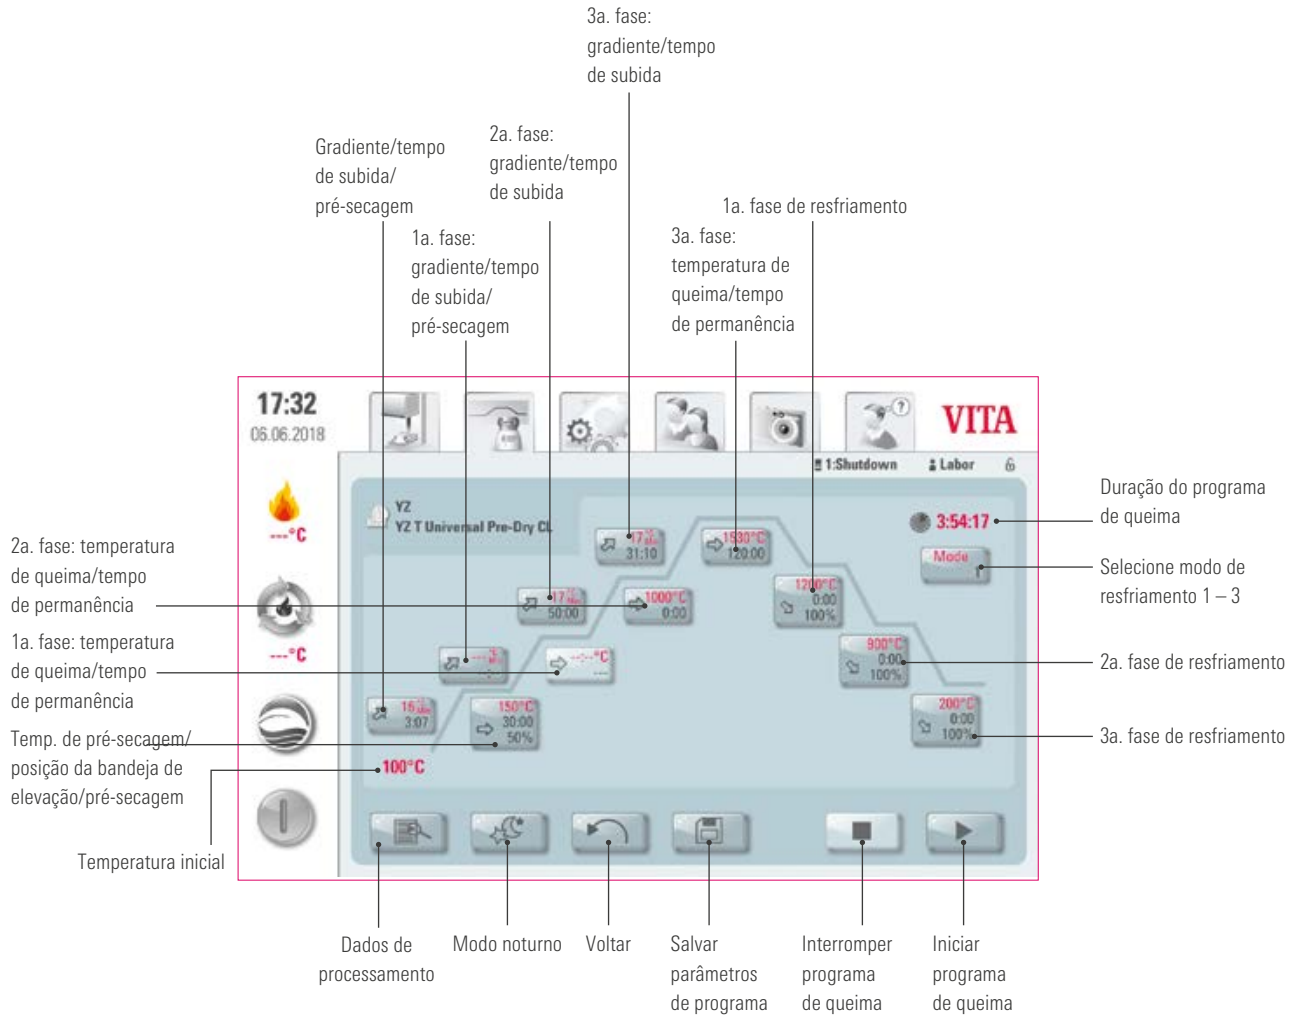 3a. fase:
gradiente/tempo
de subida
2a. fase:
gradiente/tempo
de subida
Gradiente/tempo
de subida/
pré-secagem
1a. fase de resfriamento
1a. fase:
gradiente/tempo
de subida/
pré-secagem
3a. fase:
temperatura de
queima/tempo
de permanência
17:32
06.06.2018
VITA
1:Shutdown
Labor
---°C
YZ
YZ T Universal Pre-Dry CL
17
31:10
1530°C
120:00
3:54:17
Duração do programa
de queima
Mode
1
Selecione modo de
resfriamento 1 – 3
2a. fase: temperatura
de queima/tempo
de permanência
17
50:00
1000°C
0:00
1200°C
0:00
100%
1a. fase: temperatura
de queima/tempo
de permanência
---°C
---
--:--
--:--°C
---
900°C
0:00
100%
2a. fase de resfriamento
3:07
150°C
30:00
50%
200°C
0:00
100%
3a. fase de resfriamento
Temp. de pré-secagem/
posição da bandeja de
elevação/pré-secagem
100°C
Temperatura inicial
Dados de
processamento
Modo noturno
Voltar
Salvar
parâmetros
de programa
Interromper
programa
de queima
Iniciar
programa
de queima